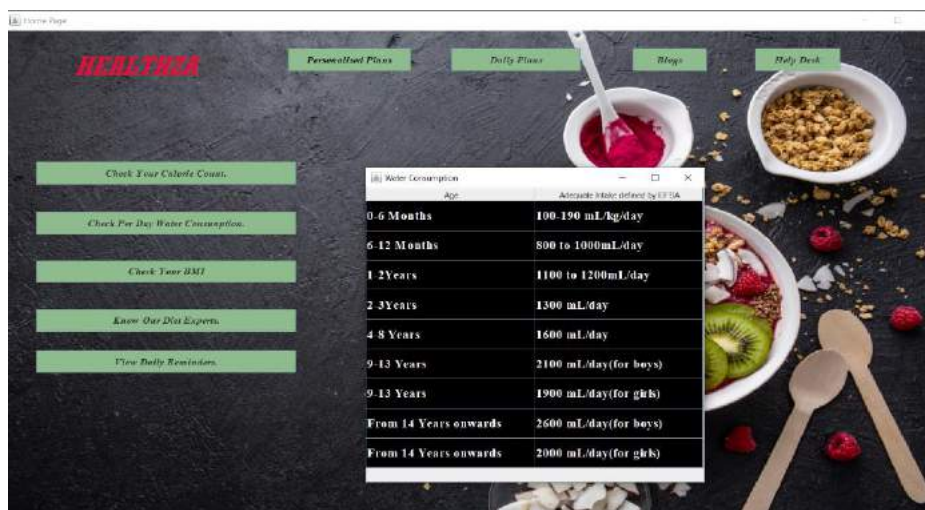 Home Page
HEALTHIA
Personalised Plans
Daily Plans
Blogs
Help Desk
Check Your Calorie Count.
Check Per Day Water Consumption.
Check Your BMI
Know Our Diet Experts.
View Daily Reminders.
Water Consumption
Age Adequate Intake defined by EFSA
0-6 Months 100-190 mL/kg/day
6-12 Months 800 to 1000mL/day
1-2Years 1100 to 1200mL/day
2-3Years 1300 mL/day
4-8 Years 1600 mL/day
9-13 Years 2100 mL/day(for boys)
9-13 Years 1900 mL/day(for girls)
From 14 Years onwards 2600 mL/day(for boys)
From 14 Years onwards 2000 mL/day(for girls)